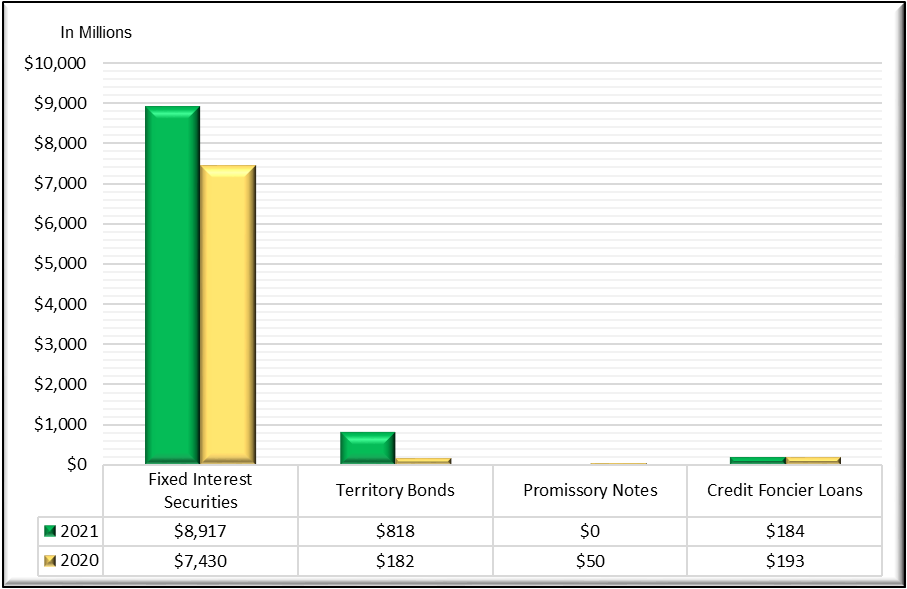 In Millions
$10,000
$9,000
$8,000
$7,000
$6,000
$5,000
$4,000
$3,000
$2,000
$1,000
$0
Fixed Interest
Securities
Territory Bonds
Promissory Notes
Credit Foncier Loans
2021 $8,917 $818 $0 $184
2020 $7,430 $182 $50 $193